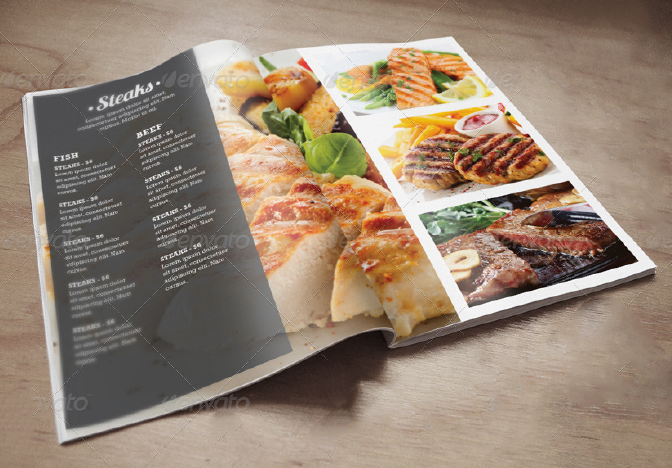 Steaks
Lorem ipsum dolor sit amet,
consectetuer
adipiscing elit. Nam
cursus. Morbi ut mi.
FISH
STEAKS - $6
Lorem ipsum dolor
sit amet, consectetuer
adipiscing elit. Nam
cursus.
STEAKS - $6
Lorem ipsum dolor
sit amet, consectetuer
adipiscing elit. Nam
cursus.
STEAKS - $6
Lorem ipsum dolor
sit amet, consectetuer
adipiscing elit. Nam
cursus.
STEAKS - $6
Lorem ipsum dolor
sit amet, consectetuer
adipiscing elit. Nam
cursus.
STEAKS - $6
Lorem ipsum dolor
sit amet, consectetuer
adipiscing elit. Nam
cursus.
BEEF
STEAKS - $6
Lorem ipsum dolor
sit amet, consectetuer
adipiscing elit. Nam
cursus.
STEAKS - $6
Lorem ipsum dolor
sit amet, consectetuer
adipiscing elit. Nam
cursus.
STEAKS - $6
Lorem ipsum dolor
sit amet, consectetuer
adipiscing elit. Nam
cursus.
STEAKS - $6
Lorem ipsum dolor
sit amet, consectetuer
adipiscing elit. Nam
cursus.
envato